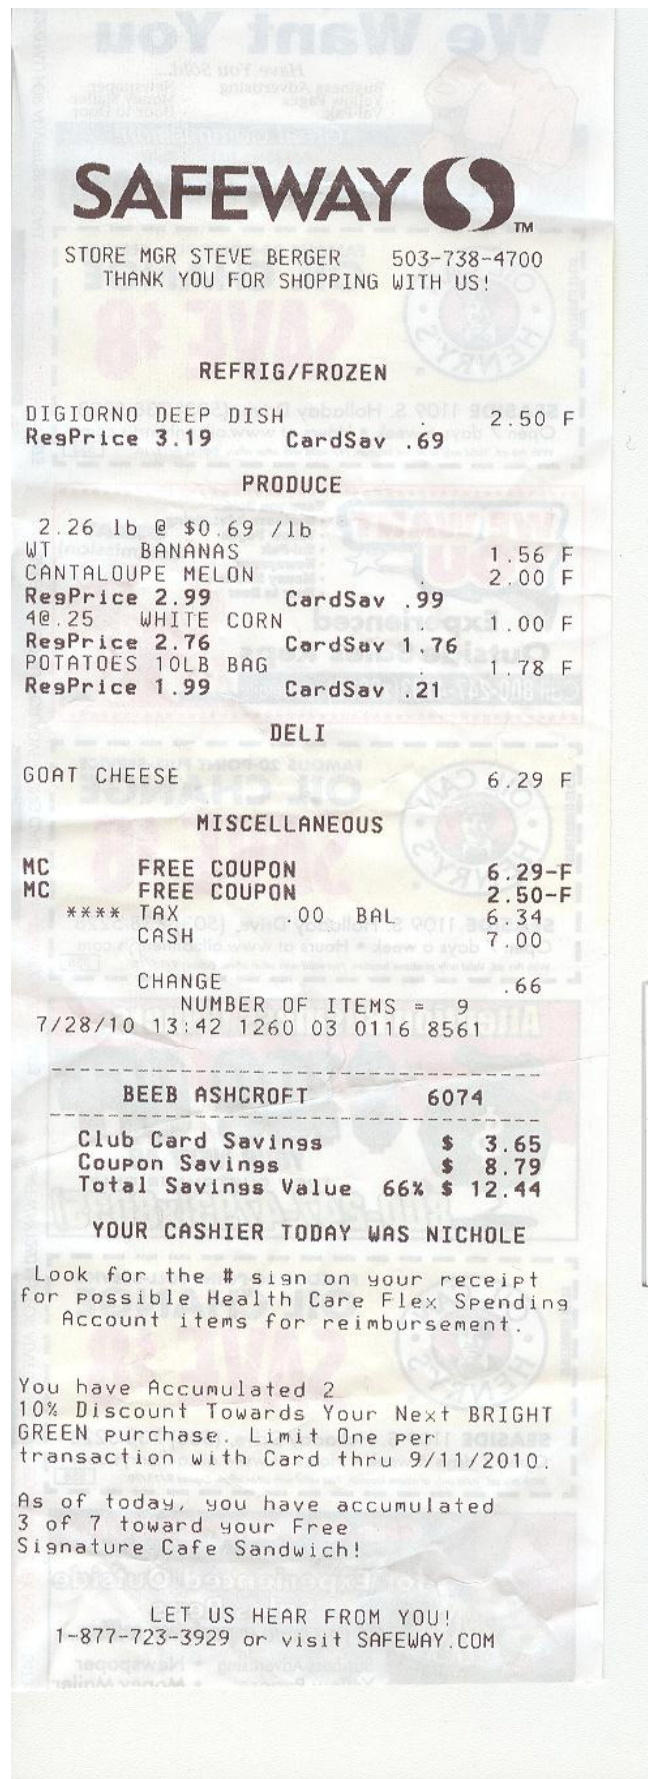 SAFEWAY TM
STORE MGR STEVE BERGER 503-738-4700
THANK YOU FOR SHOPPING WITH US!
REFRIG/FROZEN
DIGIORNO DEEP DISH . 2.50 F
RegPrice 3.19 CardSav .69
PRODUCE
2.26 lb @ $0.69 /lb
WT BANANAS 1.56 F
CANTALOUPE MELON . 2.00 F
RegPrice 2.99 CardSav .99
4@.25 WHITE CORN 1.00 F
RegPrice 2.76 CardSav 1.76
POTATOES 10LB BAG . 1.78 F
RegPrice 1.99 CardSav .21
DELI
GOAT CHEESE 6.29 F
MISCELLANEOUS
MC FREE COUPON 6.29-F
MC FREE COUPON 2.50-F
**** TAX .00 BAL 6.34
CASH 7.00
CHANGE .66
NUMBER OF ITEMS = 9
7/28/10 13:42 1260 03 0116 8561
BEEB ASHCROFT 6074
Club Card Savings $ 3.65
Coupon Savings $ 8.79
Total Savings Value 66% $ 12.44
YOUR CASHIER TODAY WAS NICHOLE
Look for the # sign on your receipt
for possible Health Care Flex Spending
Account items for reimbursement.
You have Accumulated 2
10% Discount Towards Your Next BRIGHT
GREEN purchase. Limit One per
transaction with Card thru 9/11/2010.
As of today, you have accumulated
3 of 7 toward your Free
Signature Cafe Sandwich!
LET US HEAR FROM YOU!
1-877-723-3929 or visit SAFEWAY.COM